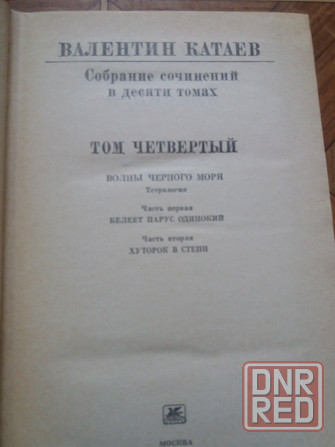 ВАЛЕНТИН КАТАЕВ
Собрание сочинений
в десяти томах
ТОМ ЧЕТВЕРТЫЙ
ВОЛНЫ ЧЕРНОГО МОРЯ
Тетралогия
Часть первая
БЕЛЕЕТ ПАРУС ОДИНОКИЙ
Часть вторая
ХУТОРОК В СТЕПИ
МОСКВА
DNR
RED